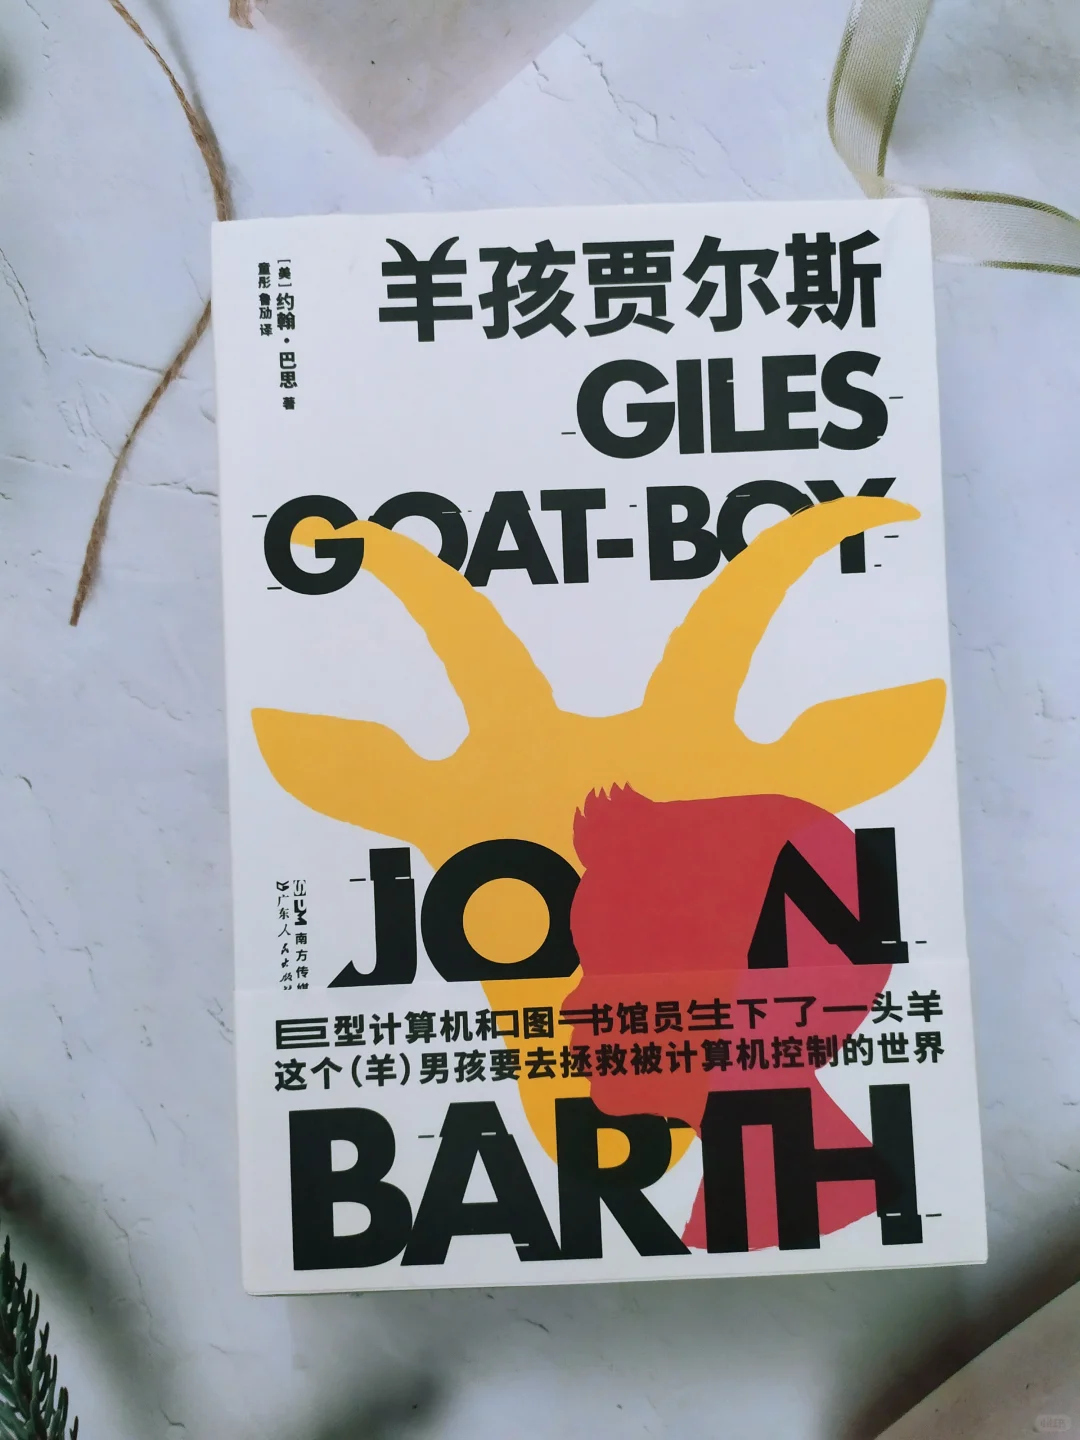 羊孩贾尔斯
[美]约翰·巴思 著
童彤 鲁劢 译
GILES
GOAT-BOY
JOHN
南方传媒
广东人民出版
巨型计算机和图书馆员生下了一头羊
这个(羊)男孩要去拯救被计算机控制的世界
BARTH